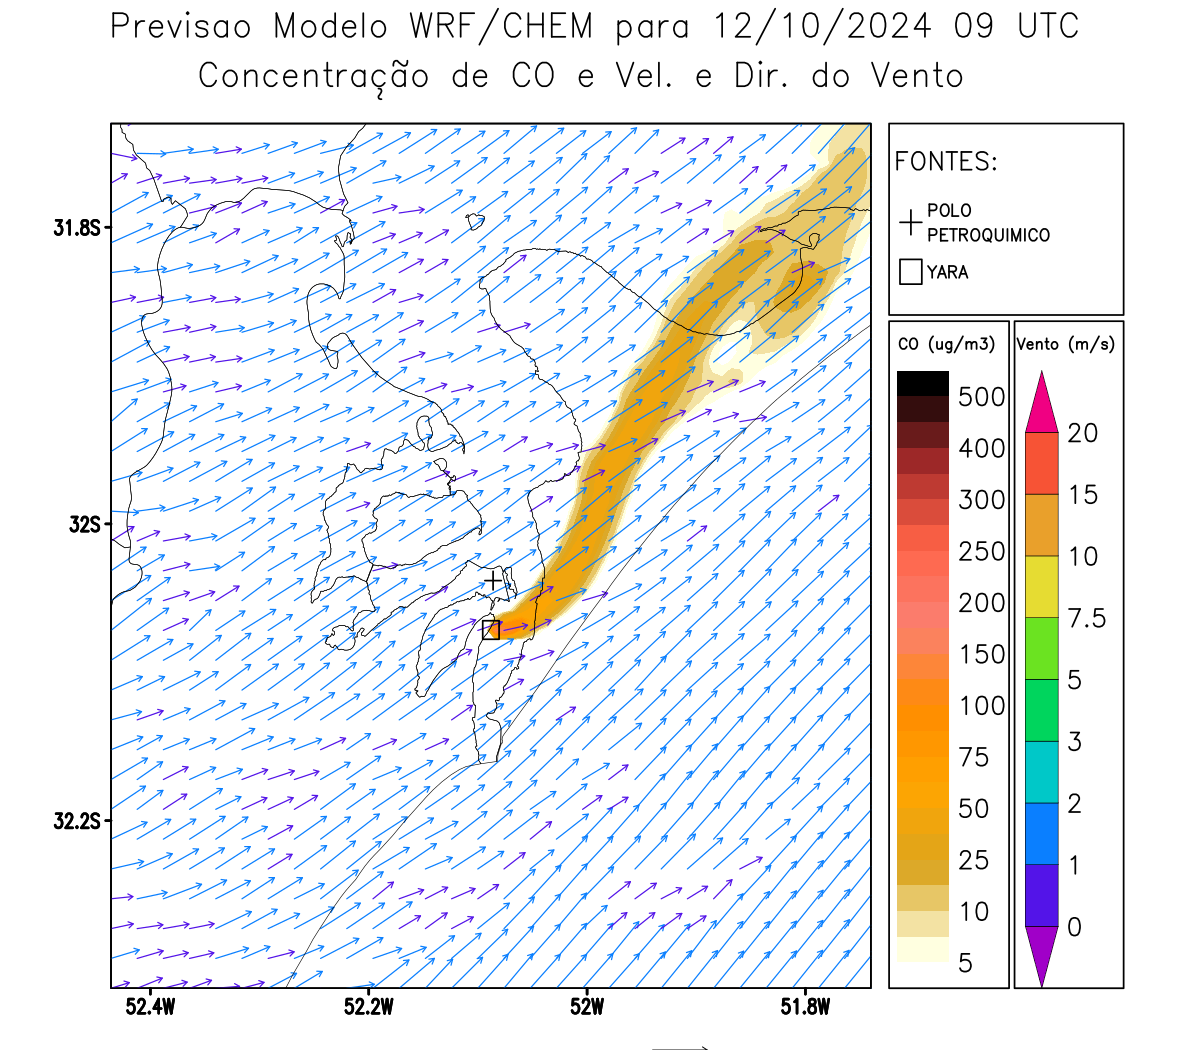 Previsao Modelo WRF/CHEM para 12/10/2024 09 UTC
Concentração de CO e Vel. e Dir. do Vento
FONTES:
POLO
PETROQUIMICO
YARA
CO (ug/m3)
500
400
300
250
200
150
100
75
50
25
10
5
Vento (m/s)
20
15
10
7.5
5
3
2
1
0
31.8S
32S
32.2S
52.4W
52.2W
52W
51.8W